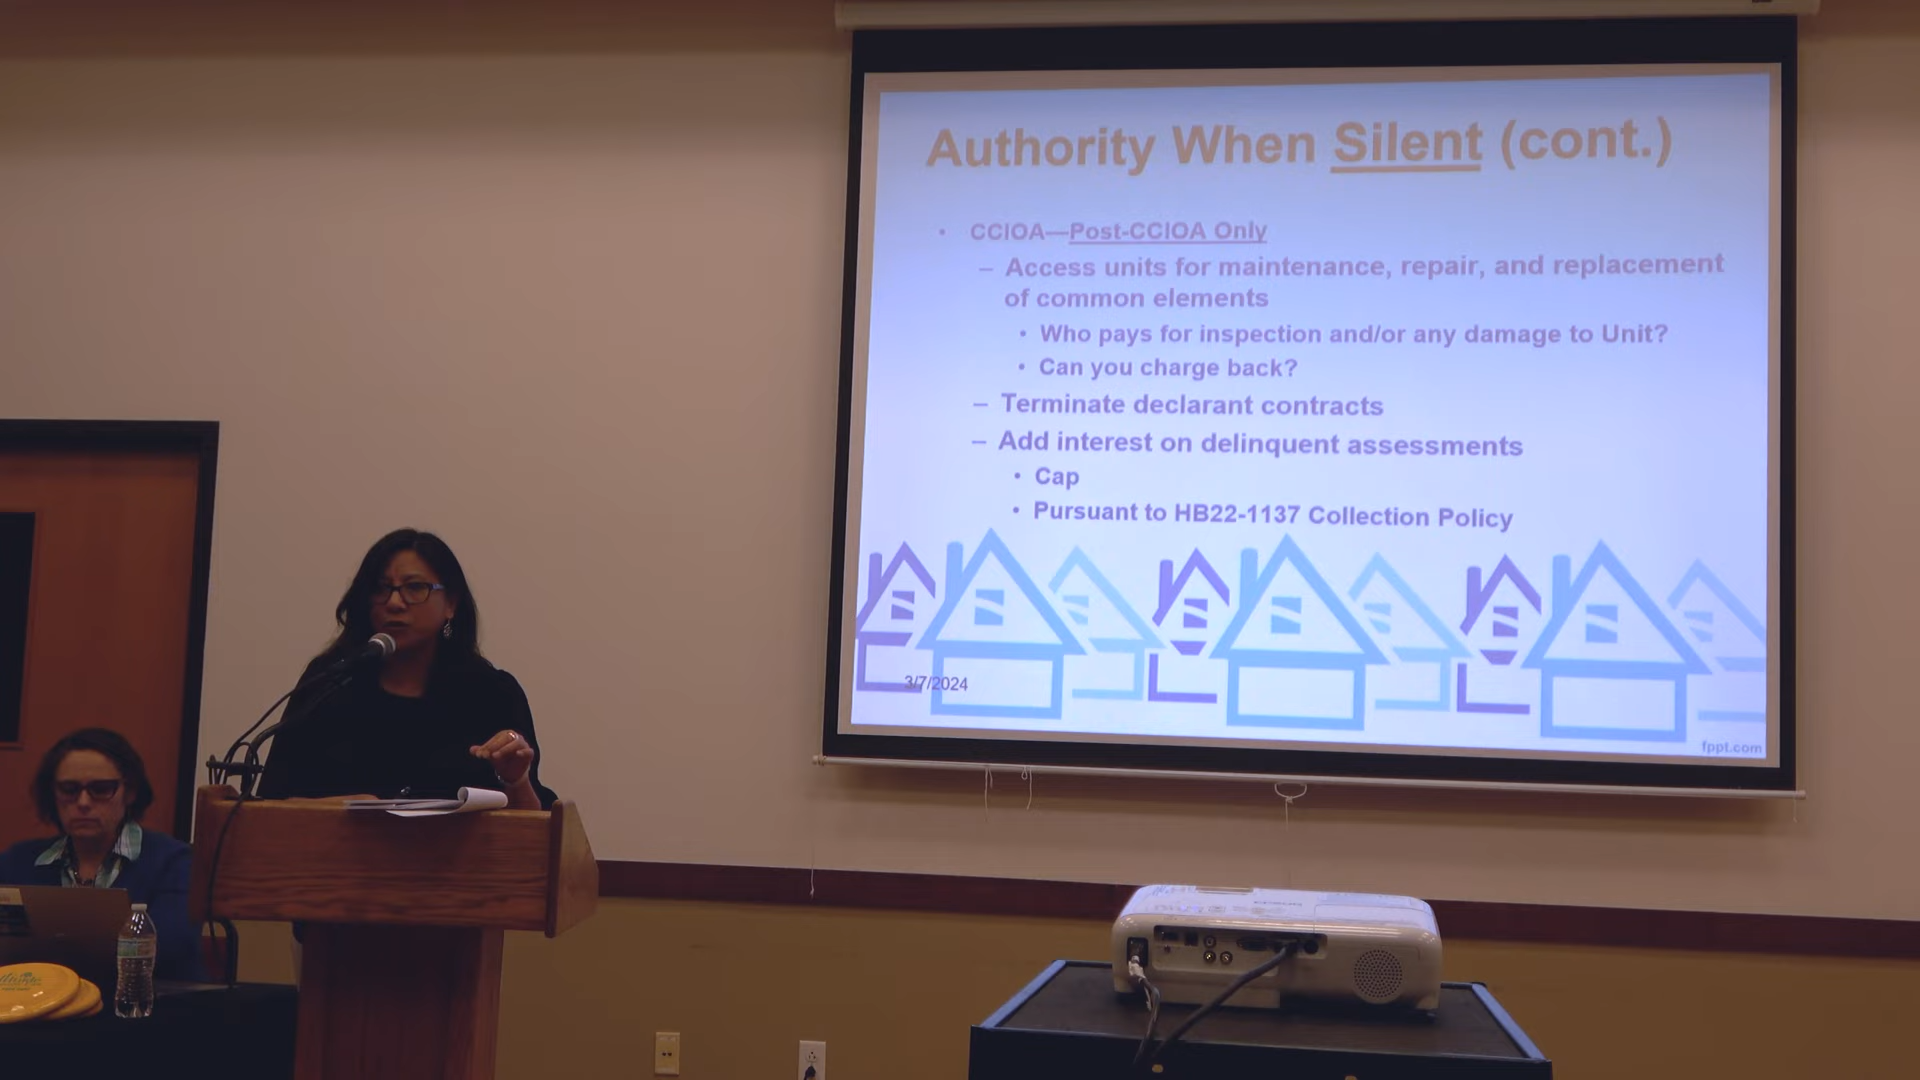 Authority When Silent (cont.)
• CCIOA—Post-CCIOA Only
– Access units for maintenance, repair, and replacement
of common elements
• Who pays for inspection and/or any damage to Unit?
• Can you charge back?
– Terminate declarant contracts
– Add interest on delinquent assessments
• Cap
• Pursuant to HB22-1137 Collection Policy
3/7/2024
fppt.com